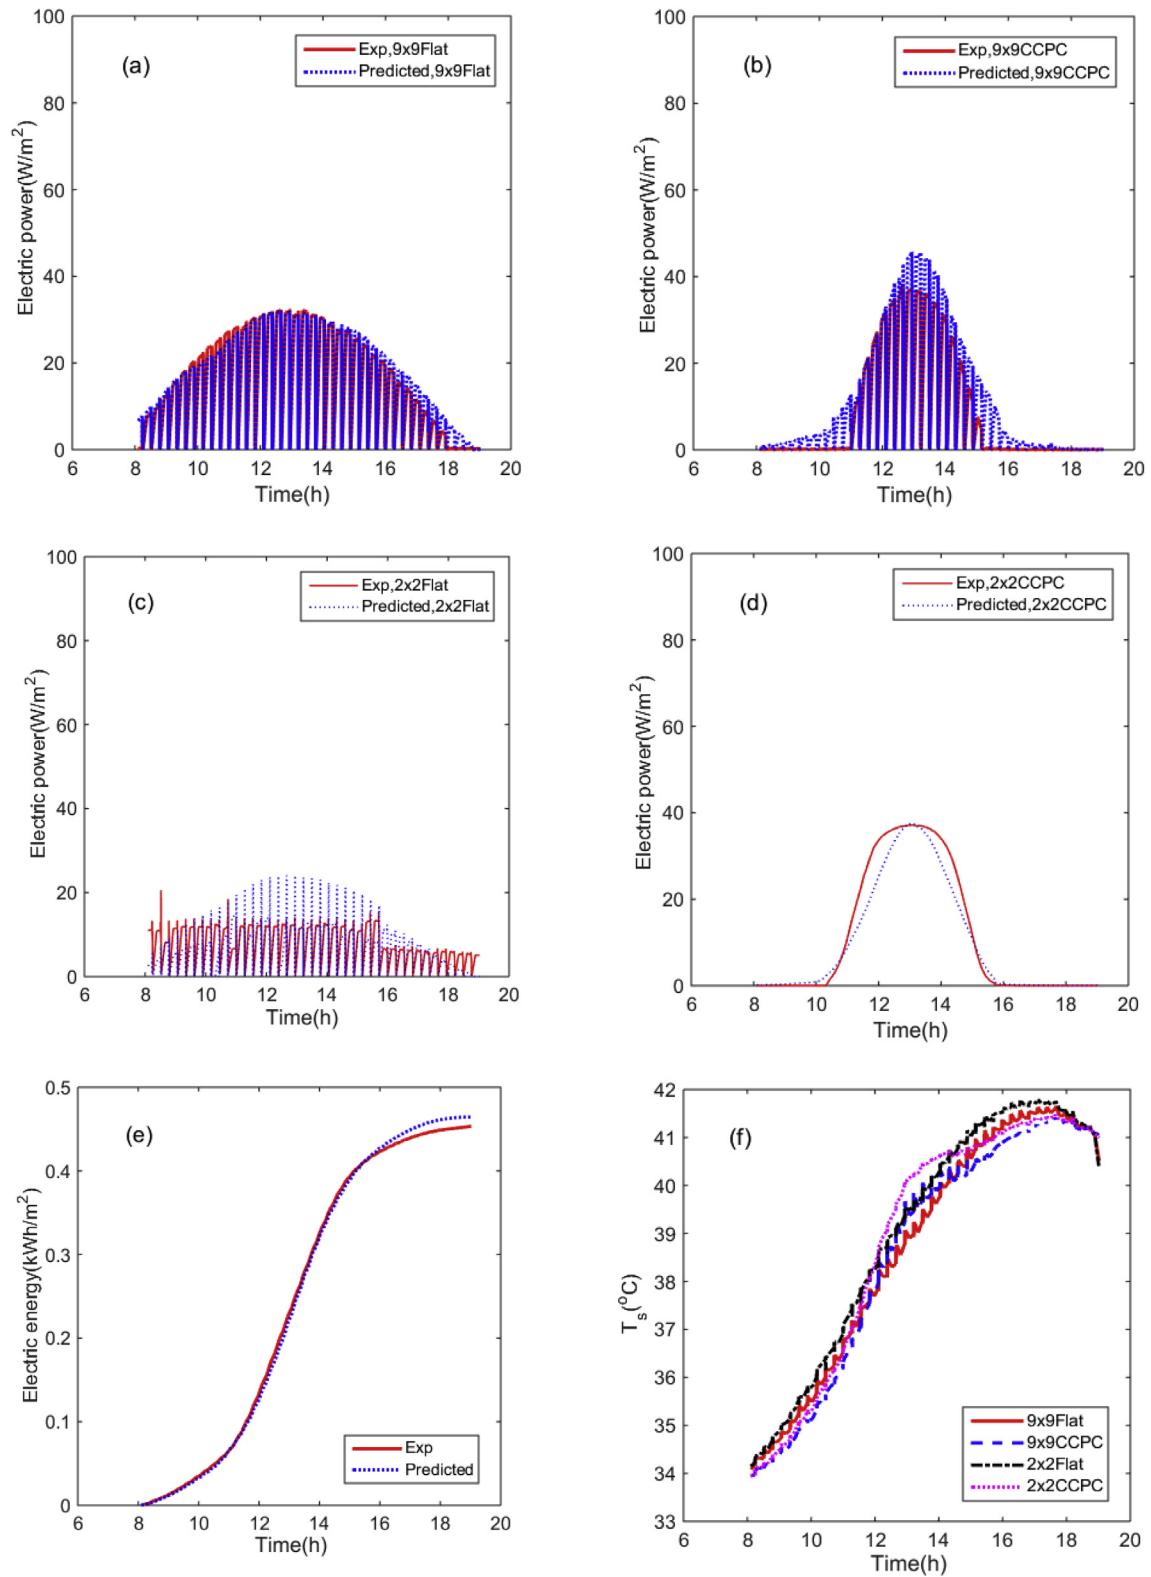 (a)
Exp,9x9Flat
Predicted,9x9Flat
Electric power(W/m²)
100
80
60
40
20
0
6 8 10 12 14 16 18 20
Time(h)
(b)
Exp,9x9CCPC
Predicted,9x9CCPC
Electric power(W/m²)
100
80
60
40
20
0
6 8 10 12 14 16 18 20
Time(h)
(c)
Exp,2x2Flat
Predicted,2x2Flat
Electric power(W/m²)
100
80
60
40
20
0
6 8 10 12 14 16 18 20
Time(h)
(d)
Exp,2x2CCPC
Predicted,2x2CCPC
Electric power(W/m²)
100
80
60
40
20
0
6 8 10 12 14 16 18 20
Time(h)
(e)
Electric energy(kWh/m²)
0.5
0.4
0.3
0.2
0.1
0
Exp
Predicted
6 8 10 12 14 16 18 20
Time(h)
(f)
Tₛ(°C)
42
41
40
39
38
37
36
35
34
33
9x9Flat
9x9CCPC
2x2Flat
2x2CCPC
6 8 10 12 14 16 18 20
Time(h)